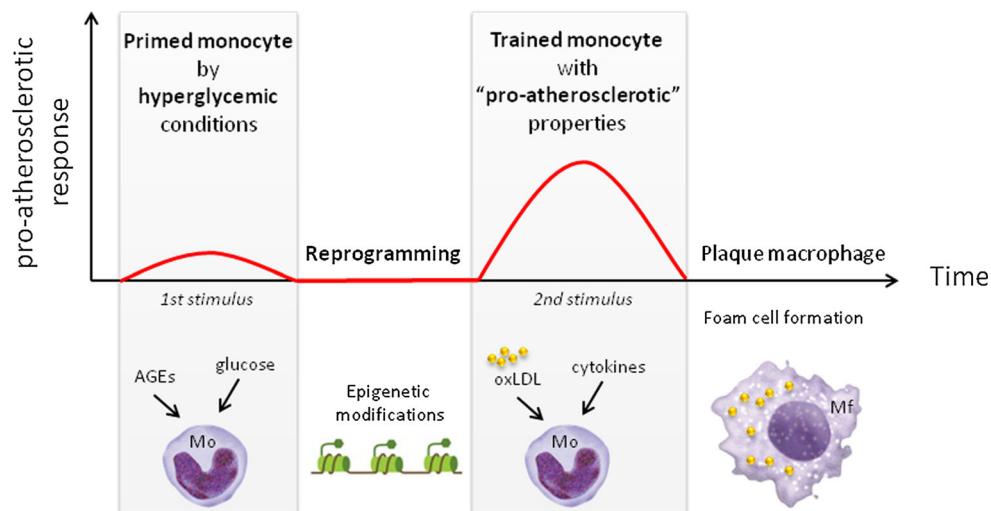 pro-atherosclerotic
response
Primed monocyte
by
hyperglycemic
conditions
Trained monocyte
with
“pro-atherosclerotic”
properties
Reprogramming
Plaque macrophage
Time
1st stimulus
2nd stimulus
Foam cell formation
AGEs
glucose
Mo
Epigenetic
modifications
oxLDL
cytokines
Mo
Mf